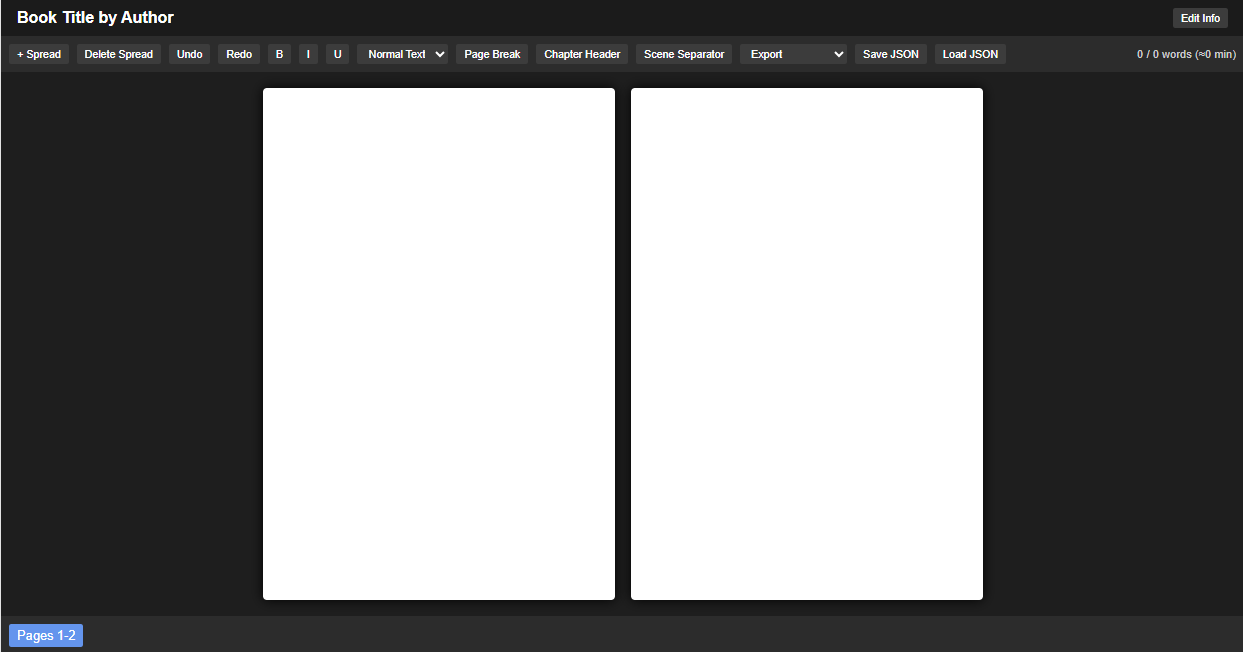 Book Title by Author
Edit Info
+ Spread Delete Spread Undo Redo B I U Normal Text Page Break Chapter Header Scene Separator Export Save JSON Load JSON 0 / 0 words (≈0 min)
Pages 1-2